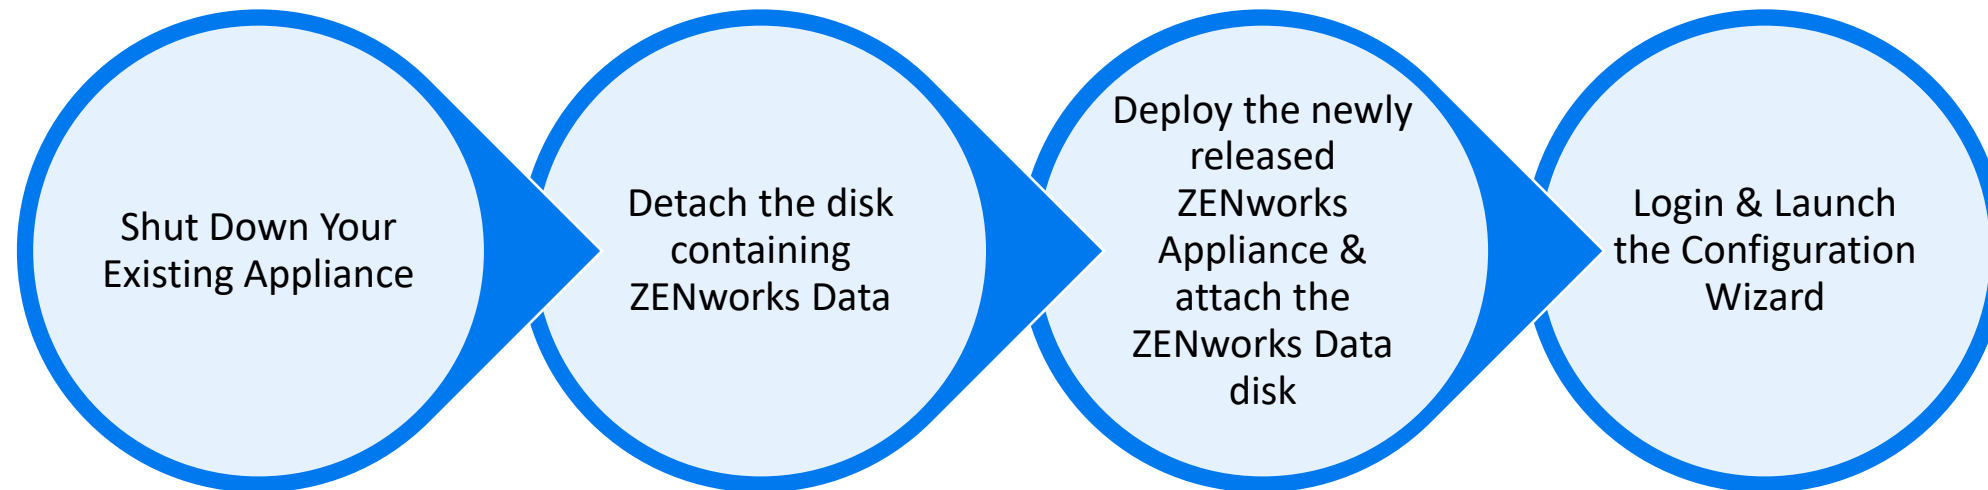 Shut Down Your
Existing Appliance
Detach the disk
containing
ZENworks Data
Deploy the newly
released
ZENworks
Appliance &
attach the
ZENworks Data
disk
Login & Launch
the Configuration
Wizard